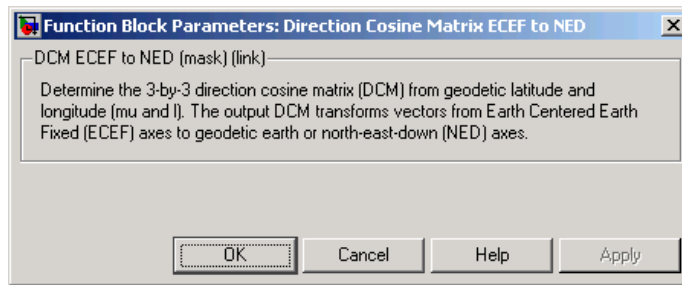 Function Block Parameters: Direction Cosine Matrix ECEF to NED
DCM ECEF to NED (mask) (link)
Determine the 3-by-3 direction cosine matrix (DCM) from geodetic latitude and
longitude (mu and l). The output DCM transforms vectors from Earth Centered Earth
Fixed (ECEF) axes to geodetic earth or north-east-down (NED) axes.
OK Cancel Help Apply